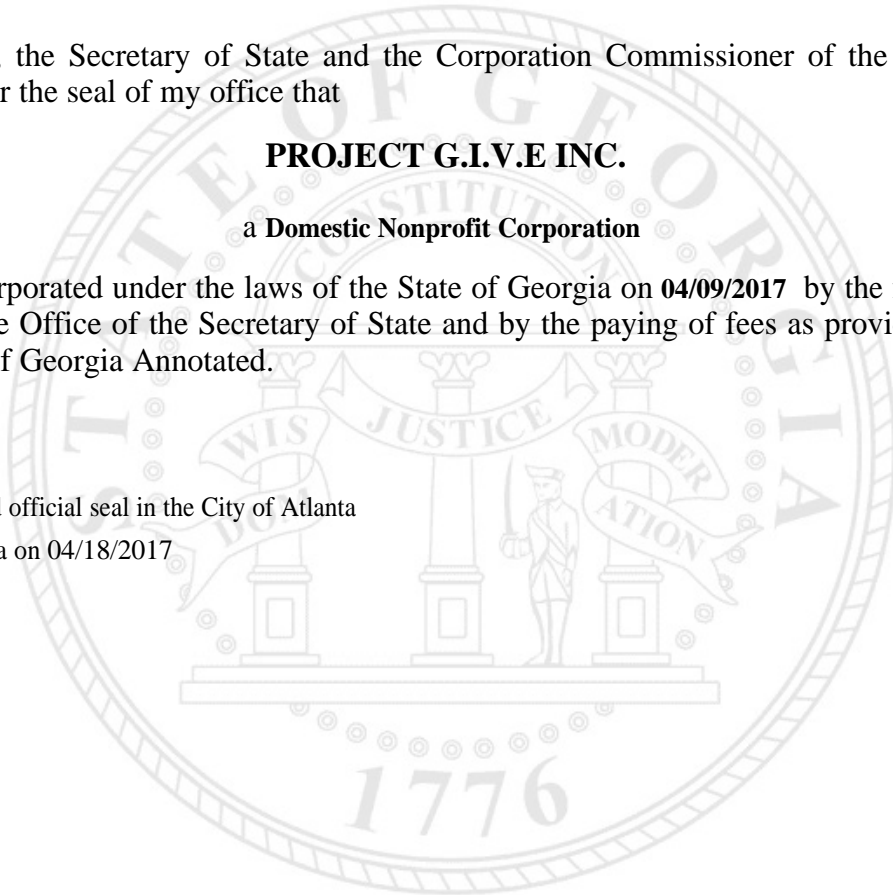 , the Secretary of State and the Corporation Commissioner of the
r the seal of my office that
PROJECT G.I.V.E INC.
a Domestic Nonprofit Corporation
rporated under the laws of the State of Georgia on 04/09/2017 by the
e Office of the Secretary of State and by the paying of fees as provi
f Georgia Annotated.
l official seal in the City of Atlanta
a on 04/18/2017
STATE OF GEORGIA
CONSTITUTION
WISDOM
JUSTICE
MODERATION
1776